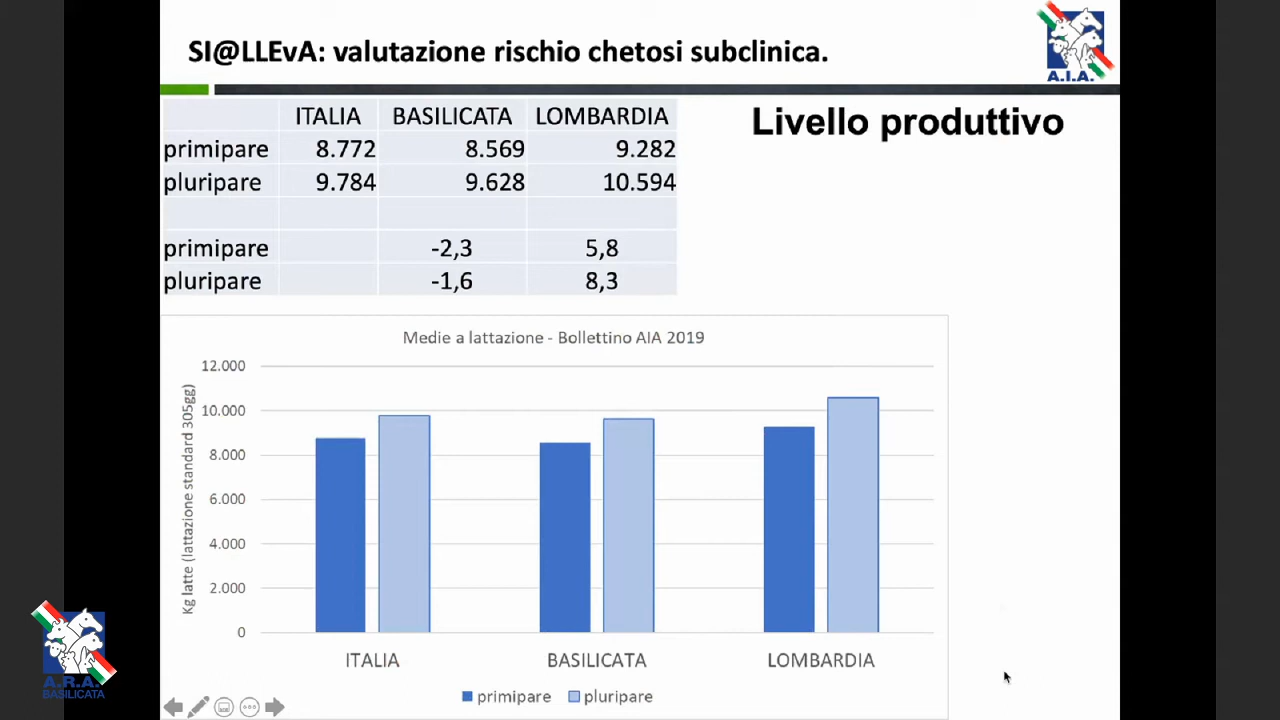 SI@LLEvA: valutazione rischio chetosi subclinica.
A.I.A.
Livello produttivo
ITALIA BASILICATA LOMBARDIA
primipare 8.772 8.569 9.282
pluripare 9.784 9.628 10.594
primipare -2,3 5,8
pluripare -1,6 8,3
Medie a lattazione - Bollettino AIA 2019
Kg latte (lattazione standard 305gg)
12.000
10.000
8.000
6.000
4.000
2.000
0
ITALIA BASILICATA LOMBARDIA
primipare pluripare
A.R.A.
BASILICATA